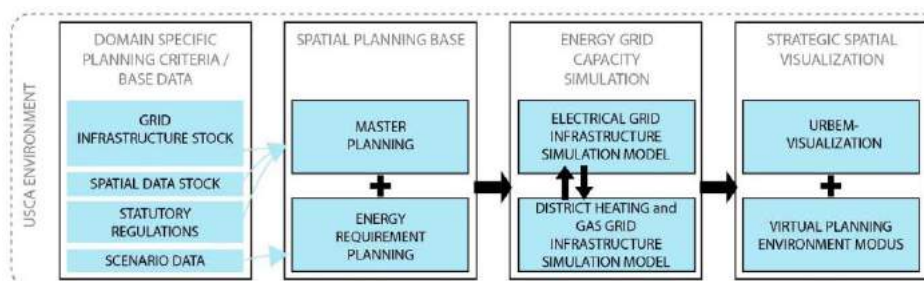 USCA ENVIRONMENT
DOMAIN SPECIFIC
PLANNING CRITERIA /
BASE DATA
GRID
INFRASTRUCTURE STOCK
SPATIAL DATA STOCK
STATUTORY
REGULATIONS
SCENARIO DATA
SPATIAL PLANNING BASE
MASTER
PLANNING
+
ENERGY
REQUIREMENT
PLANNING
ENERGY GRID
CAPACITY
SIMULATION
ELECTRICAL GRID
INFRASTRUCTURE
SIMULATION MODEL
DISTRICT HEATING and
GAS GRID
INFRASTRUCTURE
SIMULATION MODEL
STRATEGIC SPATIAL
VISUALIZATION
URBEM-
VISUALIZATION
+
VIRTUAL PLANNING
ENVIRONMENT MODUS